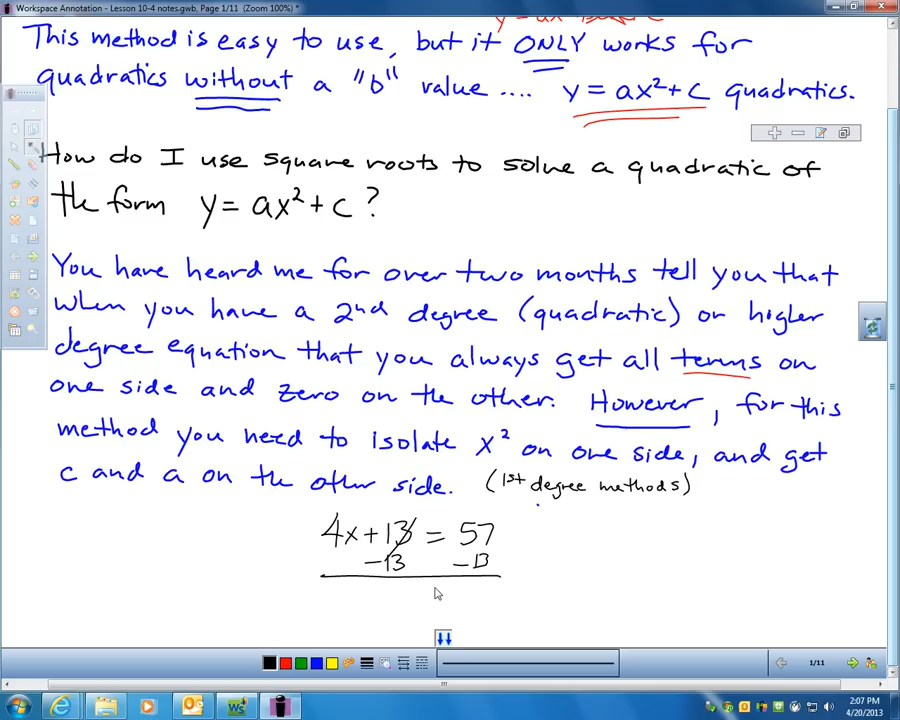 Workspace Annotation - Lesson 10-4 notes.gwb, Page 1/11 (Zoom 100%) *
This method is easy to use, but it ONLY works for
quadratics without a "b" value .... y = ax²+c quadratics.
How do I use square roots to solve a quadratic of
the form y = ax² + c ?
You have heard me for over two months tell you that
when you have a 2nd degree (quadratic) or higher
degree equation that you always get all terms on
one side and zero on the other. However, for this
method you need to isolate x² on one side, and get
c and a on the other side. (1st degree methods)
4x + 13 = 57
-13 -13
1/11
2:07 PM
4/20/2013